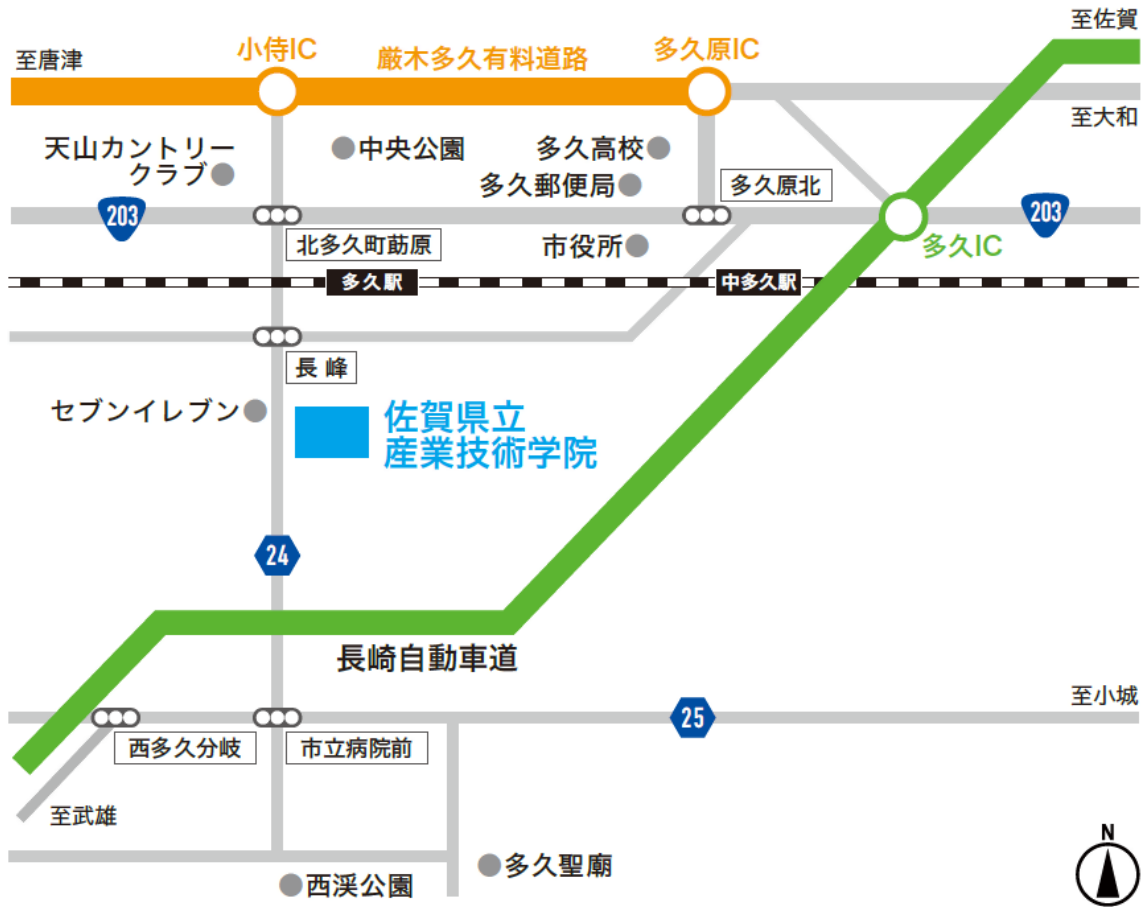 至佐賀
至唐津
小侍IC
厳木多久有料道路
多久原IC
至大和
天山カントリー
クラブ
中央公園
多久高校
多久郵便局
多久原北
203
203
北多久町莇原
市役所
多久IC
多久駅
中多久駅
長峰
セブンイレブン
佐賀県立
産業技術学院
24
長崎自動車道
至小城
25
西多久分岐
市立病院前
至武雄
N
多久聖廟
西渓公園